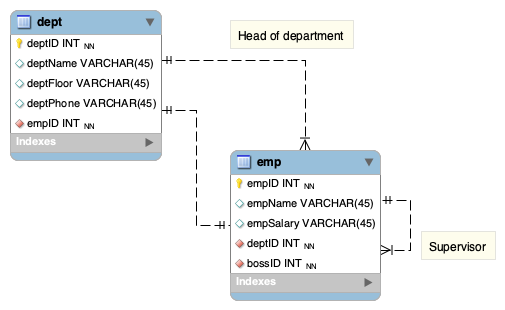 dept
deptID INT NN
deptName VARCHAR(45)
deptFloor VARCHAR(45)
deptPhone VARCHAR(45)
empID INT NN
Indexes
Head of department
emp
empID INT NN
empName VARCHAR(45)
empSalary VARCHAR(45)
deptID INT NN
bossID INT NN
Indexes
Supervisor